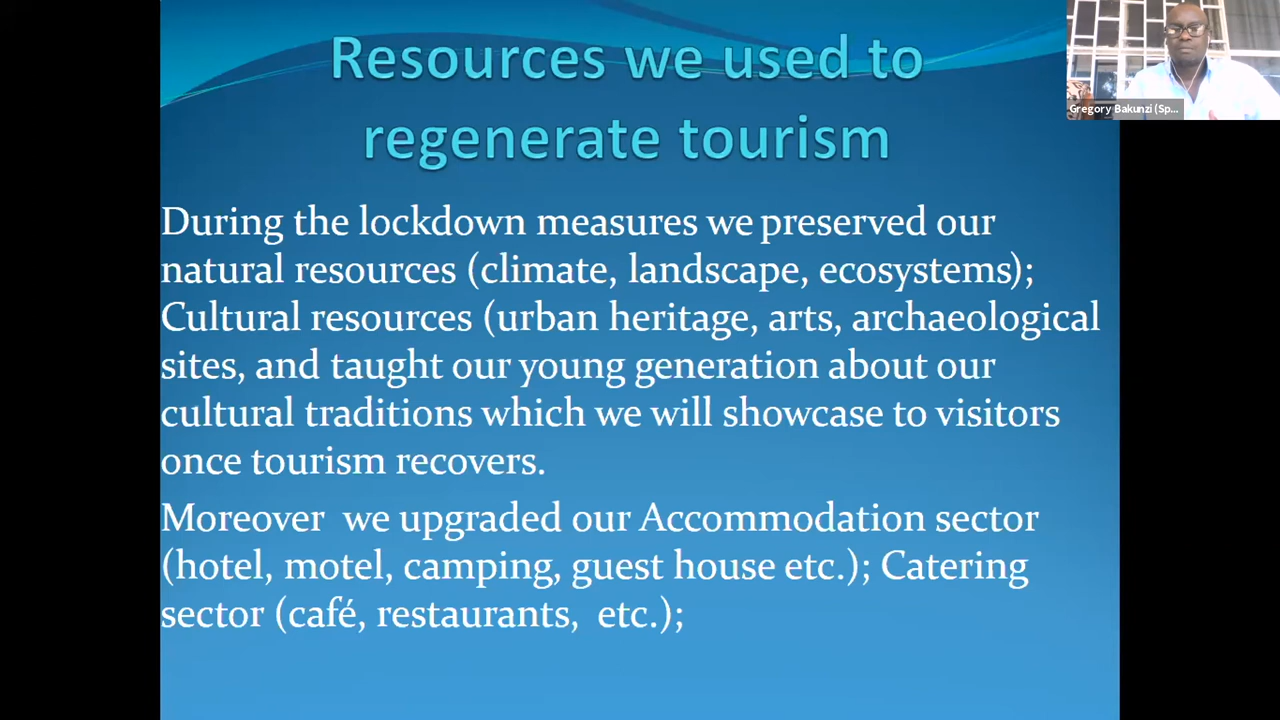 Resources we used to
regenerate tourism
Gregory Bakunzi (Sp...
During the lockdown measures we preserved our
natural resources (climate, landscape, ecosystems);
Cultural resources (urban heritage, arts, archaeological
sites, and taught our young generation about our
cultural traditions which we will showcase to visitors
once tourism recovers.
Moreover  we upgraded our Accommodation sector
(hotel, motel, camping, guest house etc.); Catering
sector (café, restaurants,  etc.);